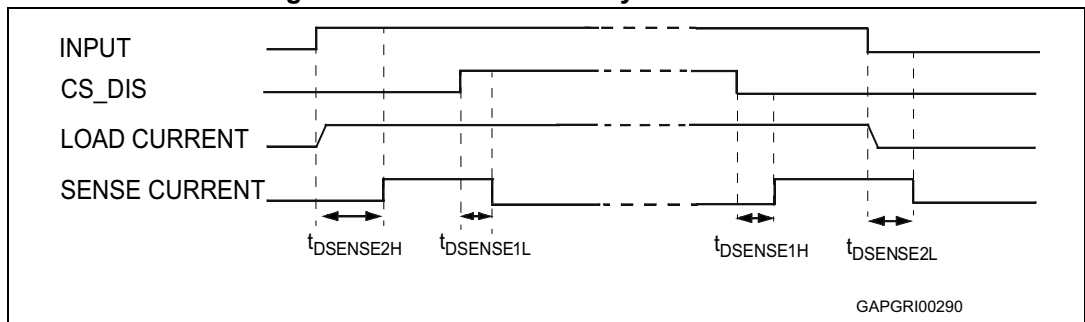 INPUT
CS_DIS
LOAD CURRENT
SENSE CURRENT
tDSENSE2H
tDSENSE1L
tDSENSE1H
tDSENSE2L
GAPGRI00290